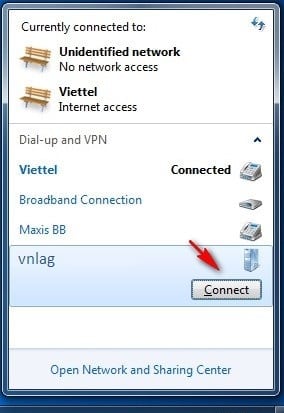 Currently connected to:
Unidentified network
No network access
Viettel
Internet access
Dial-up and VPN
Viettel Connected
Broadband Connection
Maxis BB
vnlag
Connect
Open Network and Sharing Center